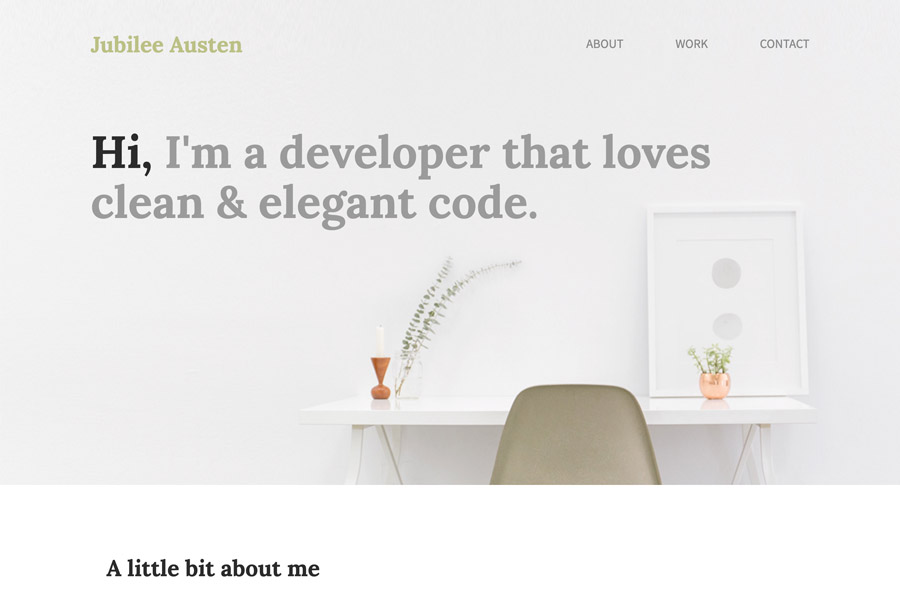 Jubilee Austen
ABOUT WORK CONTACT
Hi, I'm a developer that loves
clean & elegant code.
A little bit about me